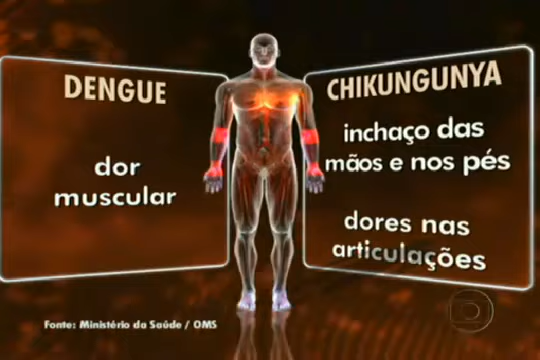 DENGUE
dor
muscular
CHIKUNGUNYA
inchaço das
mãos e nos pés
dores nas
articulações
Fonte: Ministério da Saúde / OMS